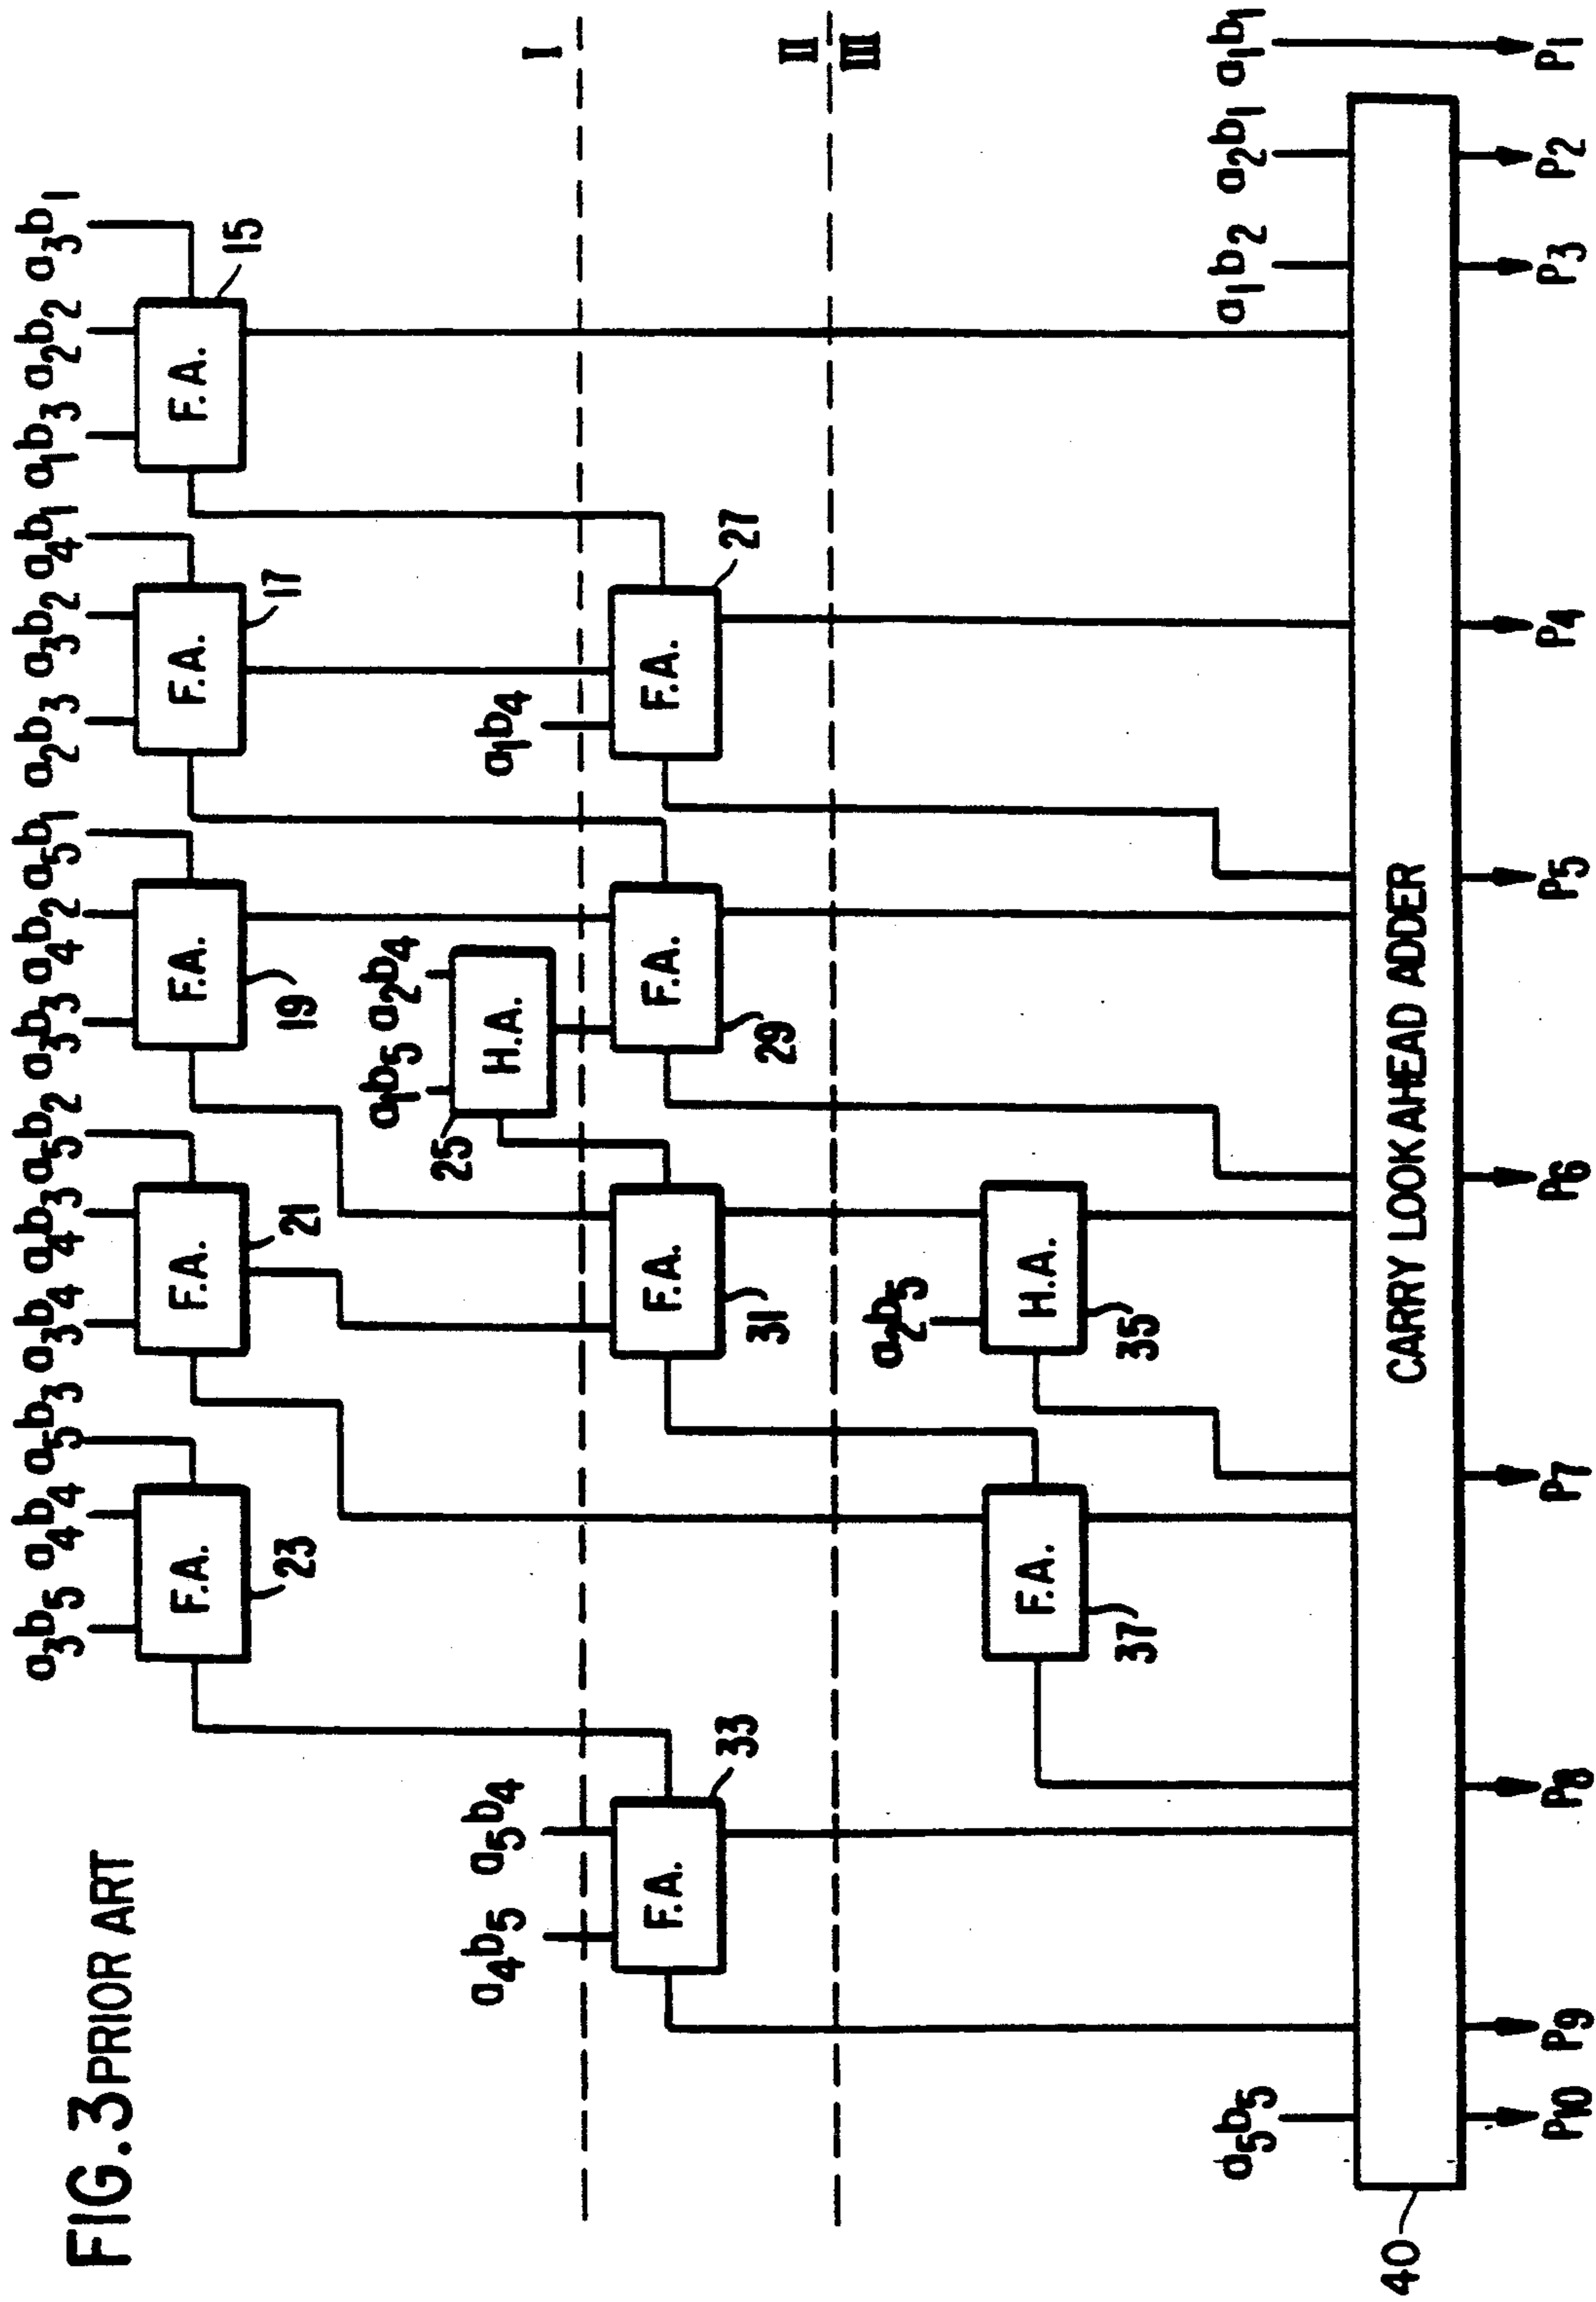 FIG.3 PRIOR ART
a3b5 a4b4 a5b3 a3b4 a4b3 a5b2 a3b3 a4b2 a5b1 a2b3 a3b2 a4b1 a1b3 a2b2 a3b1
F.A. F.A. F.A. F.A. F.A.
23 21 19 17 15
a1b5 a2b4
25 H.A.
a4b5 a5b4 a1b4
I
F.A. F.A. F.A. F.A.
33 31 29 27
II
III
a2b5
F.A. H.A.
37 35
a5b5 a1b2 a2b1 a1b1
40 CARRY LOOK AHEAD ADDER
P10 P9 P8 P7 P6 P5 P4 P3 P2 P1